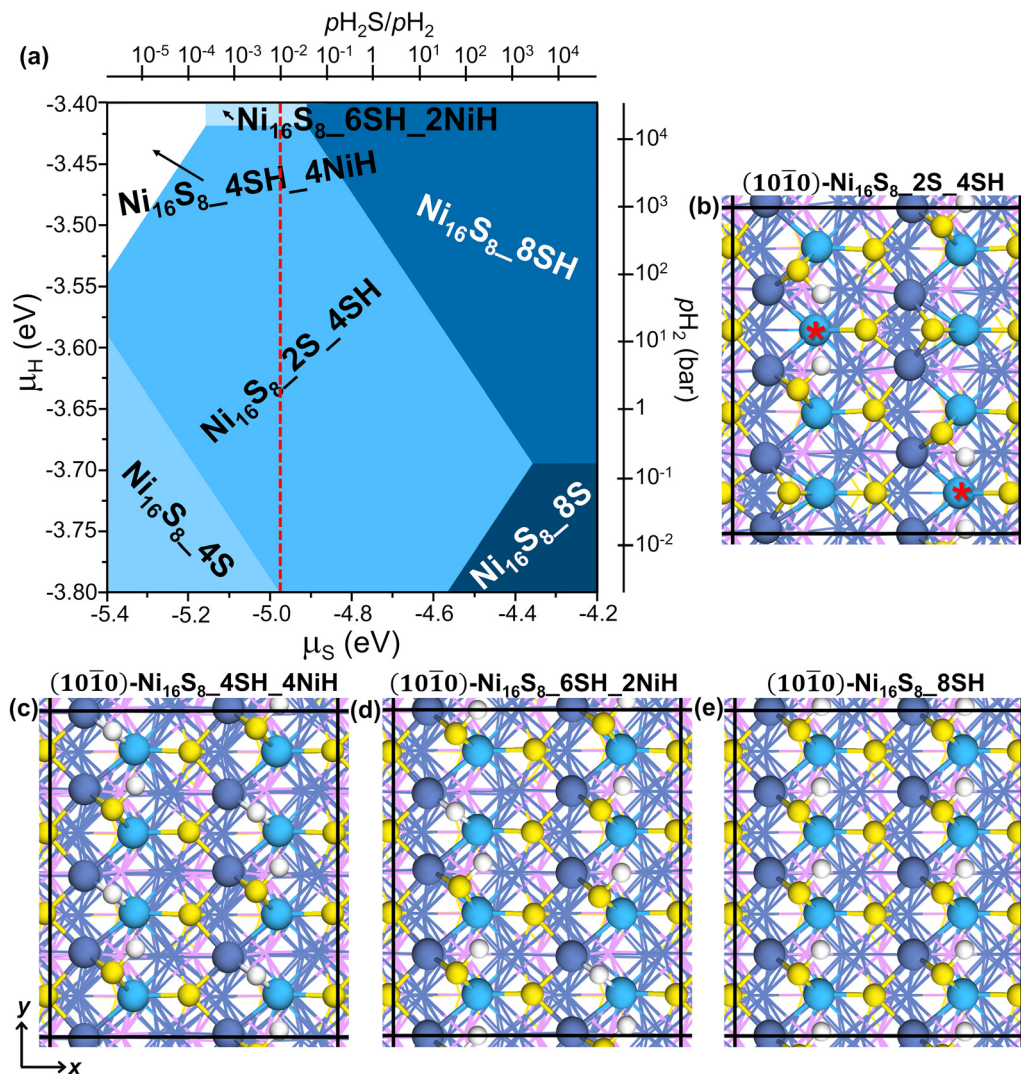 (a)
pH₂S/pH₂
10⁻⁵ 10⁻⁴ 10⁻³ 10⁻² 10⁻¹ 1 10¹ 10² 10³ 10⁴
μ_H (eV)
-3.40
-3.45
-3.50
-3.55
-3.60
-3.65
-3.70
-3.75
-3.80
Ni₁₆S₈_6SH_2NiH
Ni₁₆S₈_4SH_4NiH
Ni₁₆S₈_8SH
Ni₁₆S₈_2S_4SH
Ni₁₆S₈_4S
Ni₁₆S₈_8S
10⁴
10³
10²
10¹
1
10⁻¹
10⁻²
pH₂ (bar)
-5.4 -5.2 -5.0 -4.8 -4.6 -4.4 -4.2
μ_S (eV)
(b) (101̄0)-Ni₁₆S₈_2S_4SH
*
*
(c) (101̄0)-Ni₁₆S₈_4SH_4NiH
(d) (101̄0)-Ni₁₆S₈_6SH_2NiH
(e) (101̄0)-Ni₁₆S₈_8SH
y
x